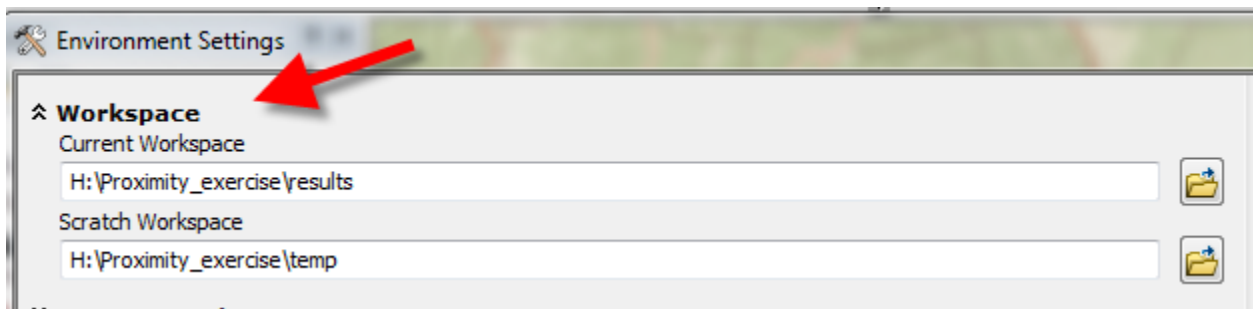 Environment Settings
Workspace
Current Workspace
H:\Proximity_exercise\results
Scratch Workspace
H:\Proximity_exercise\temp